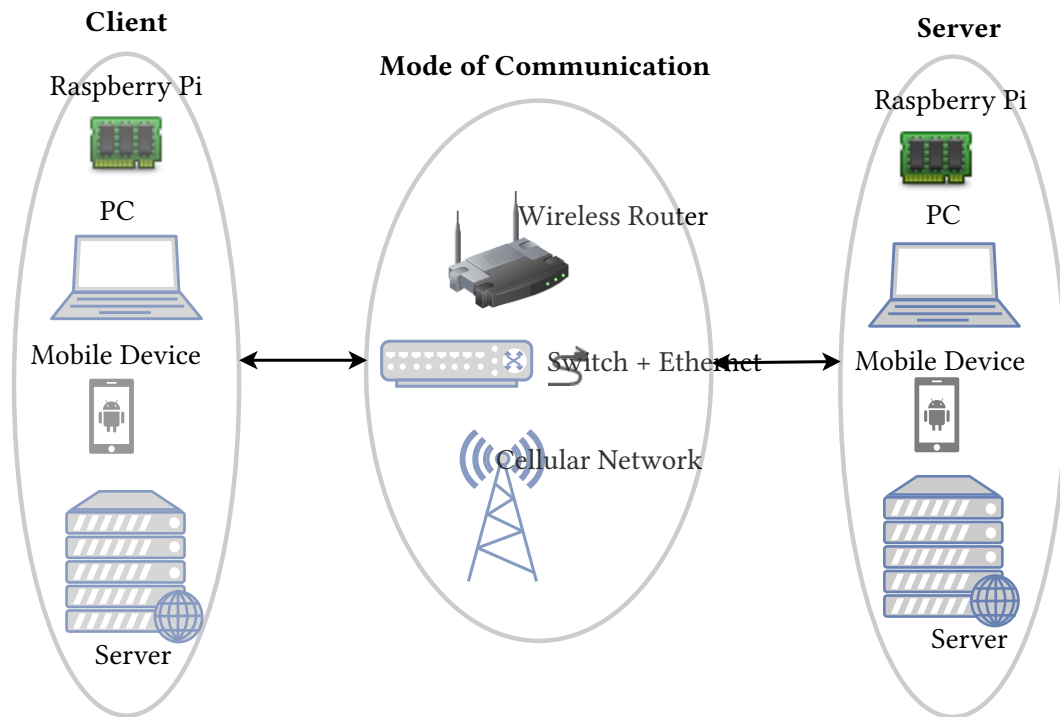 Client
Raspberry Pi
PC
Mobile Device
Server
Mode of Communication
Wireless Router
Switch + Ethernet
Cellular Network
Server
Raspberry Pi
PC
Mobile Device
Server